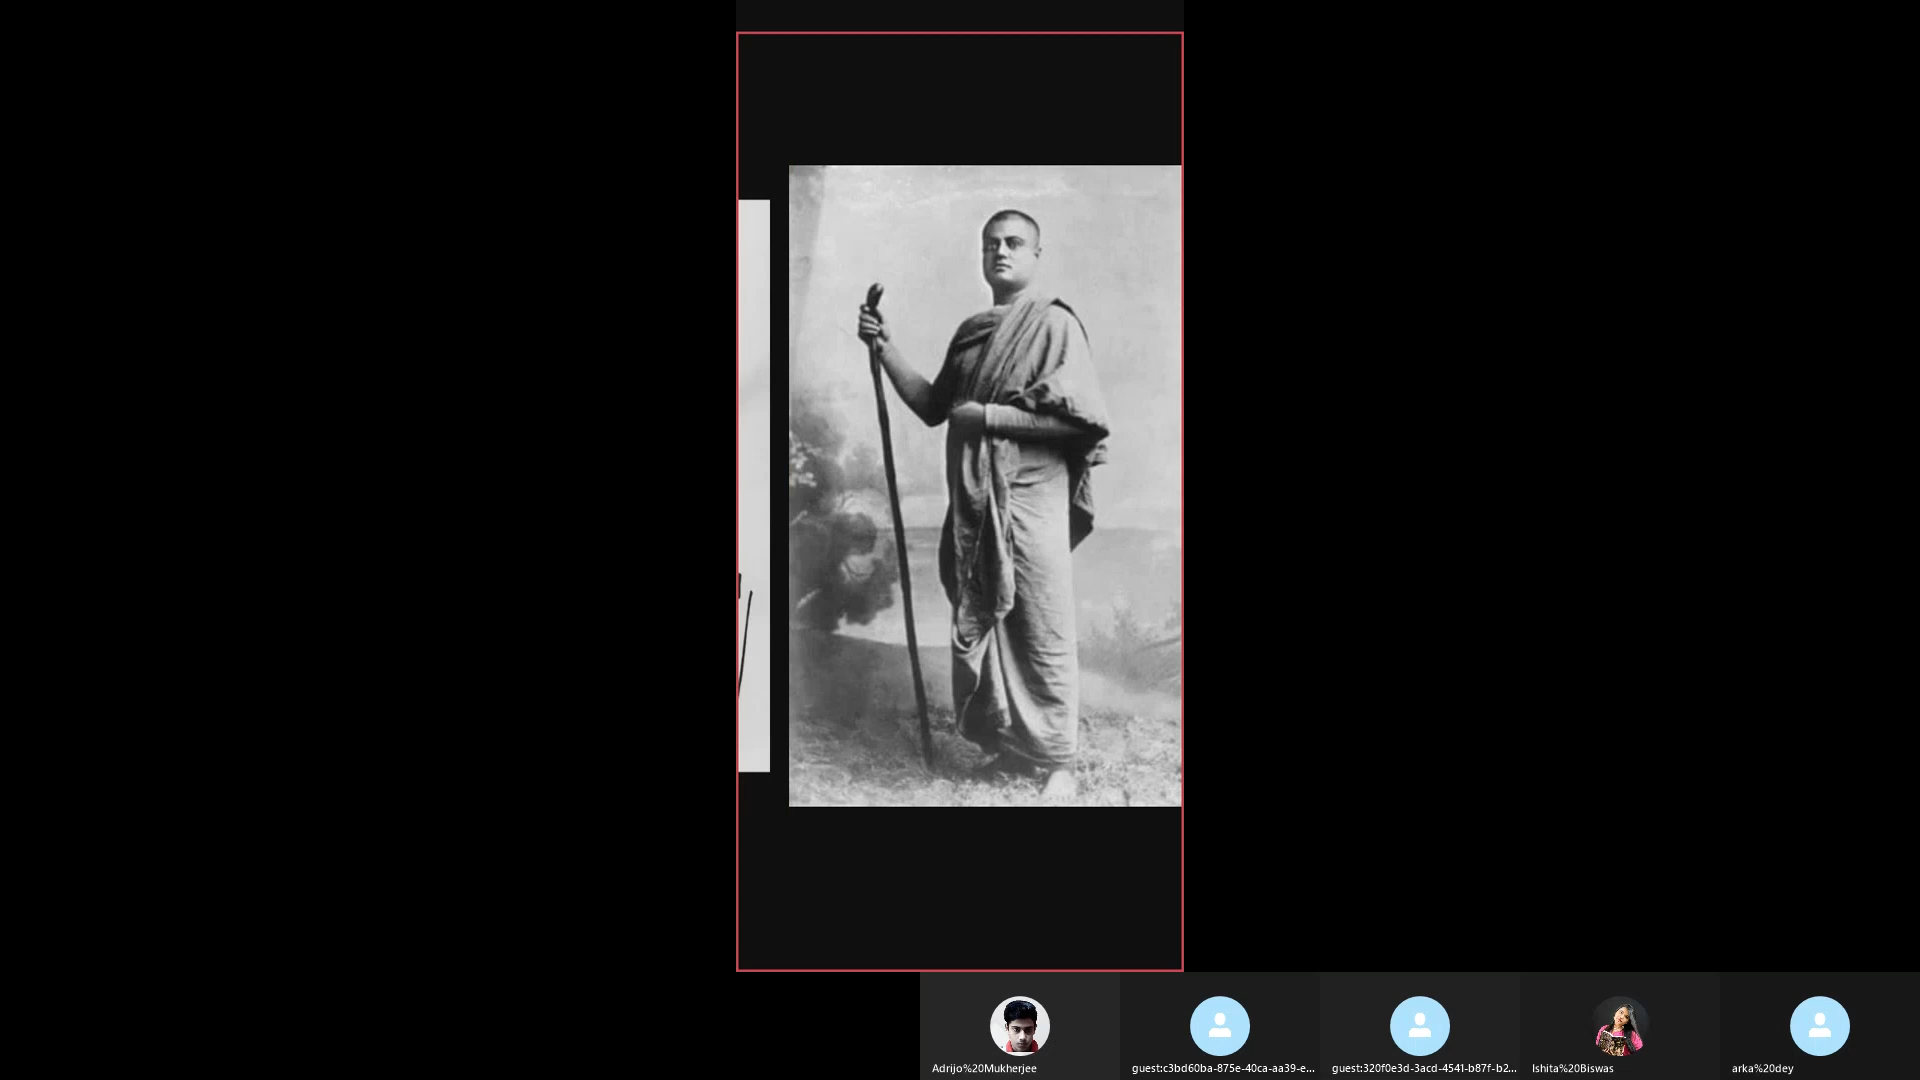 Adrijo%20Mukherjee
guest:c3bd60ba-875e-40ca-aa39-e...
guest:320f0e3d-3acd-4541-b87f-b2...
Ishita%20Biswas
arka%20dey